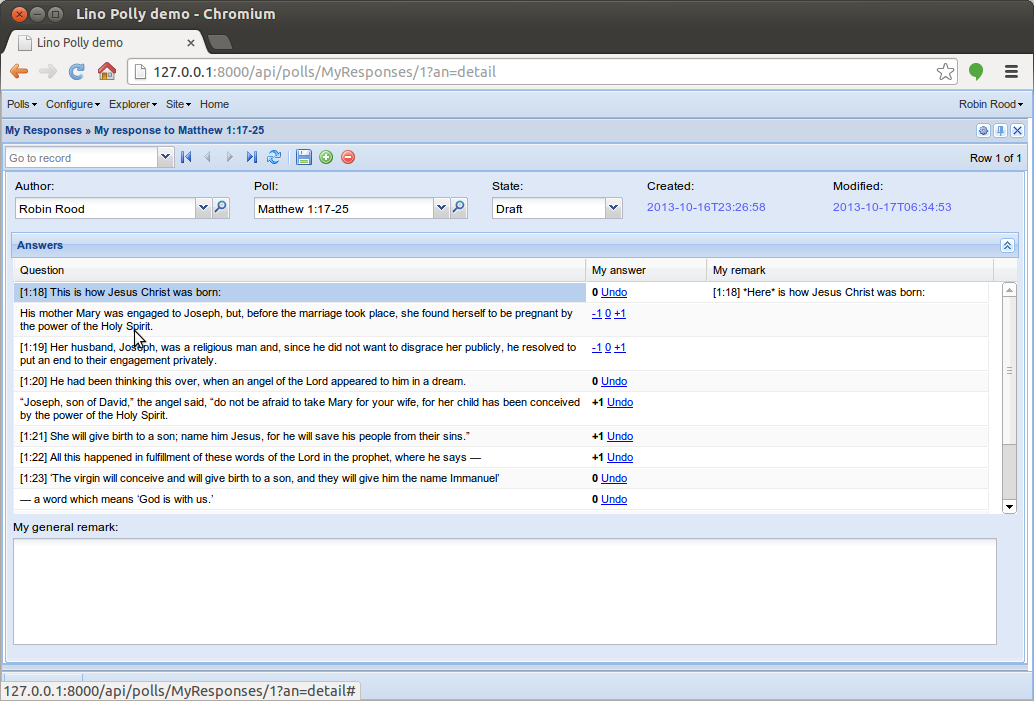 Lino Polly demo - Chromium
Lino Polly demo
127.0.0.1:8000/api/polls/MyResponses/1?an=detail
Polls Configure Explorer Site Home Robin Rood
My Responses » My response to Matthew 1:17-25
Go to record Row 1 of 1
Author: Poll: State: Created: Modified:
Robin Rood Matthew 1:17-25 Draft 2013-10-16T23:26:58 2013-10-17T06:34:53
Answers
Question My answer My remark
[1:18] This is how Jesus Christ was born: 0 Undo [1:18] *Here* is how Jesus Christ was born:
His mother Mary was engaged to Joseph, but, before the marriage took place, she found herself to be pregnant by -1 0 +1
the power of the Holy Spirit.
[1:19] Her husband, Joseph, was a religious man and, since he did not want to disgrace her publicly, he resolved to -1 0 +1
put an end to their engagement privately.
[1:20] He had been thinking this over, when an angel of the Lord appeared to him in a dream. 0 Undo
“Joseph, son of David,” the angel said, “do not be afraid to take Mary for your wife, for her child has been conceived +1 Undo
by the power of the Holy Spirit.
[1:21] She will give birth to a son; name him Jesus, for he will save his people from their sins.” +1 Undo
[1:22] All this happened in fulfillment of these words of the Lord in the prophet, where he says — +1 Undo
[1:23] ‘The virgin will conceive and will give birth to a son, and they will give him the name Immanuel’ 0 Undo
— a word which means ‘God is with us.’ 0 Undo
My general remark:
127.0.0.1:8000/api/polls/MyResponses/1?an=detail#